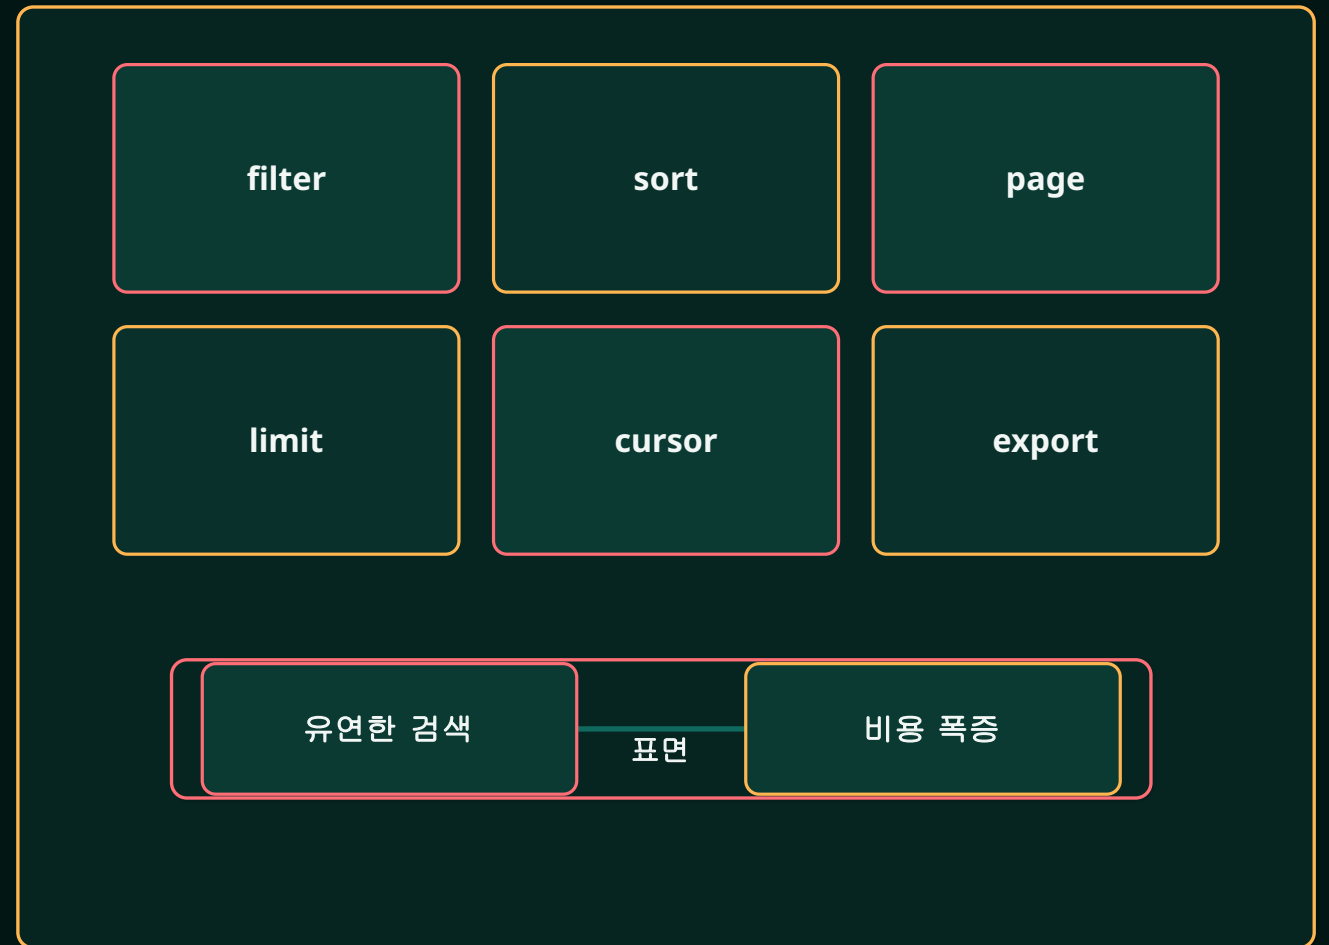 filter
sort
page
limit
cursor
export
유연한 검색
표면
비용 폭증